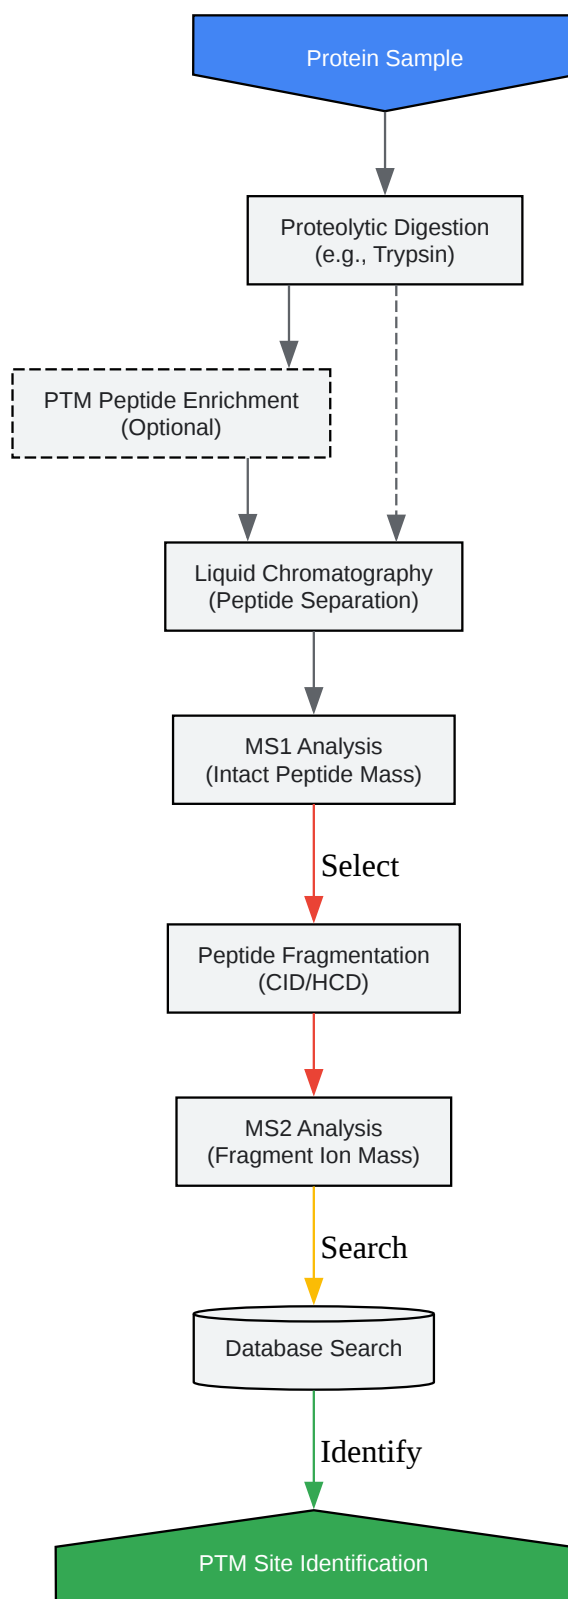 Protein Sample
Proteolytic Digestion
(e.g., Trypsin)
PTM Peptide Enrichment
(Optional)
Liquid Chromatography
(Peptide Separation)
MS1 Analysis
(Intact Peptide Mass)
Select
Peptide Fragmentation
(CID/HCD)
MS2 Analysis
(Fragment Ion Mass)
Search
Database Search
Identify
PTM Site Identification